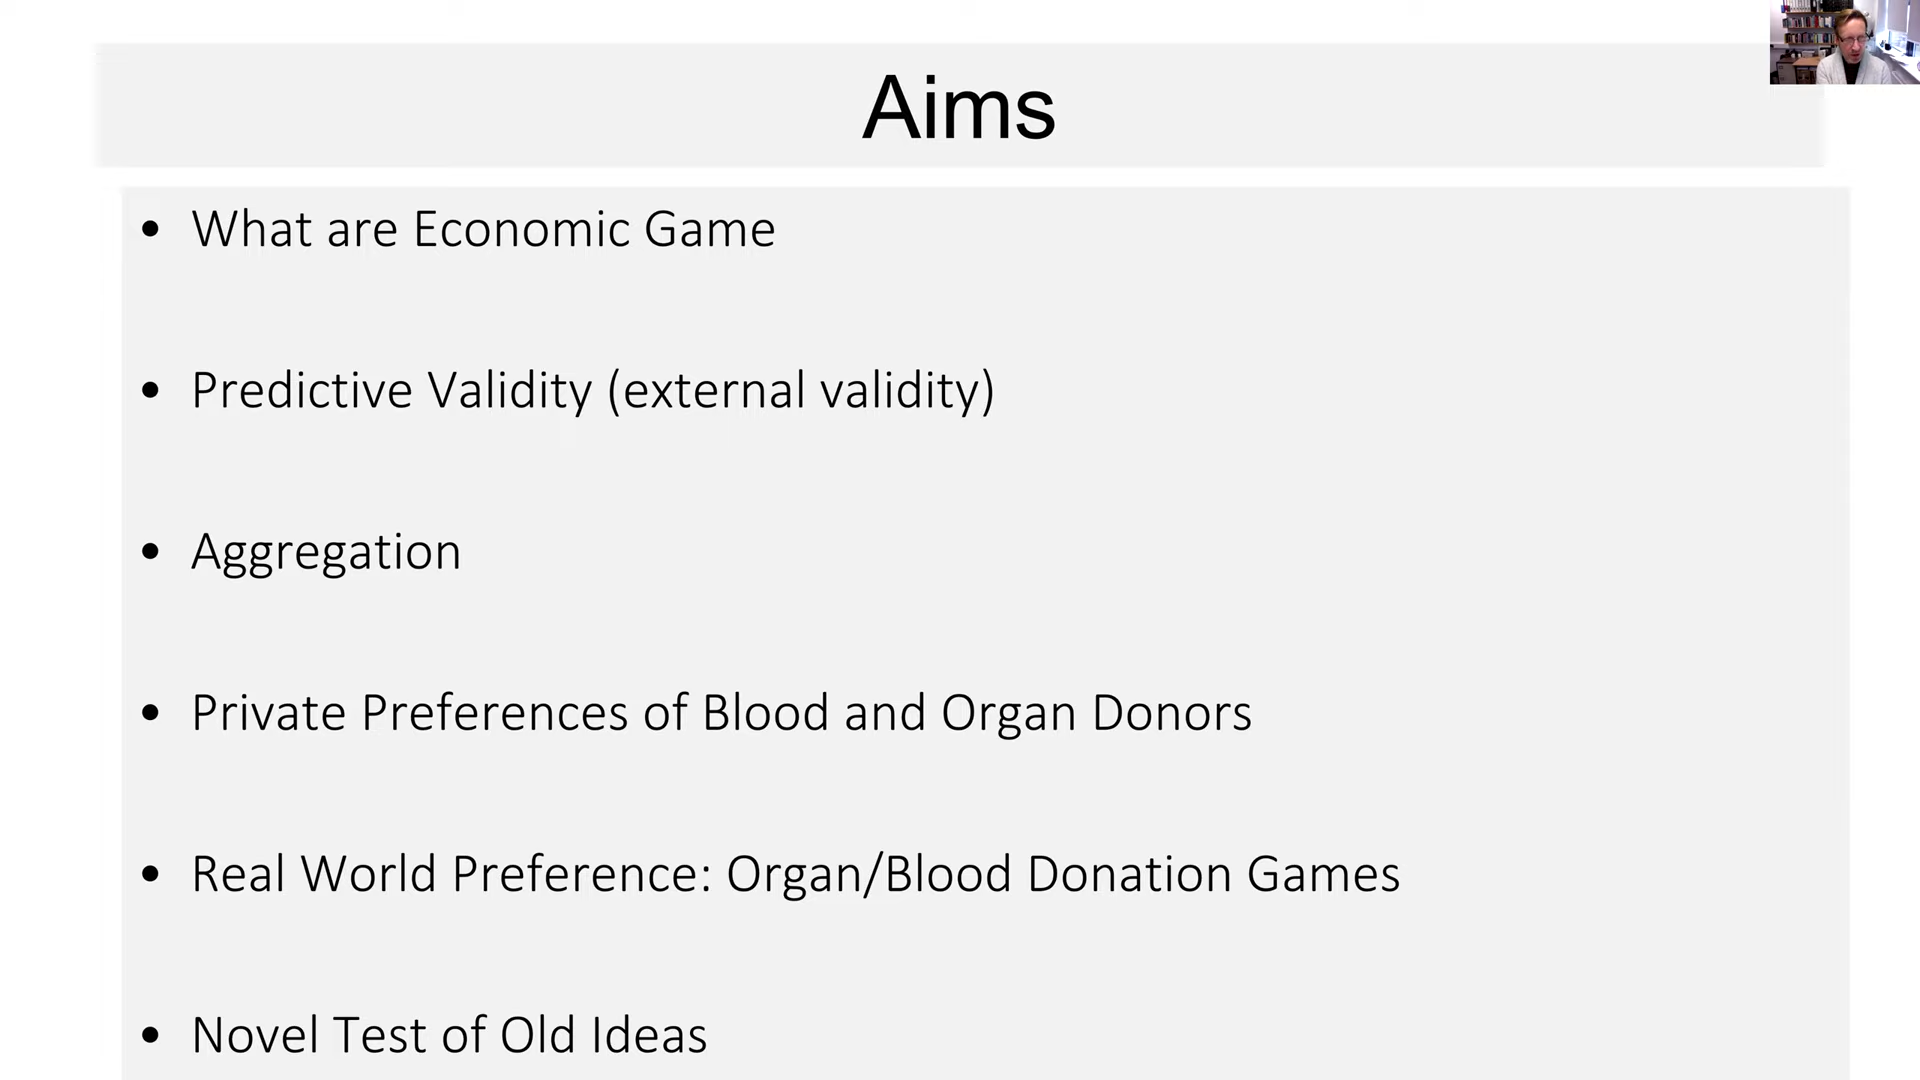 Aims
• What are Economic Game
• Predictive Validity (external validity)
• Aggregation
• Private Preferences of Blood and Organ Donors
• Real World Preference: Organ/Blood Donation Games
• Novel Test of Old Ideas